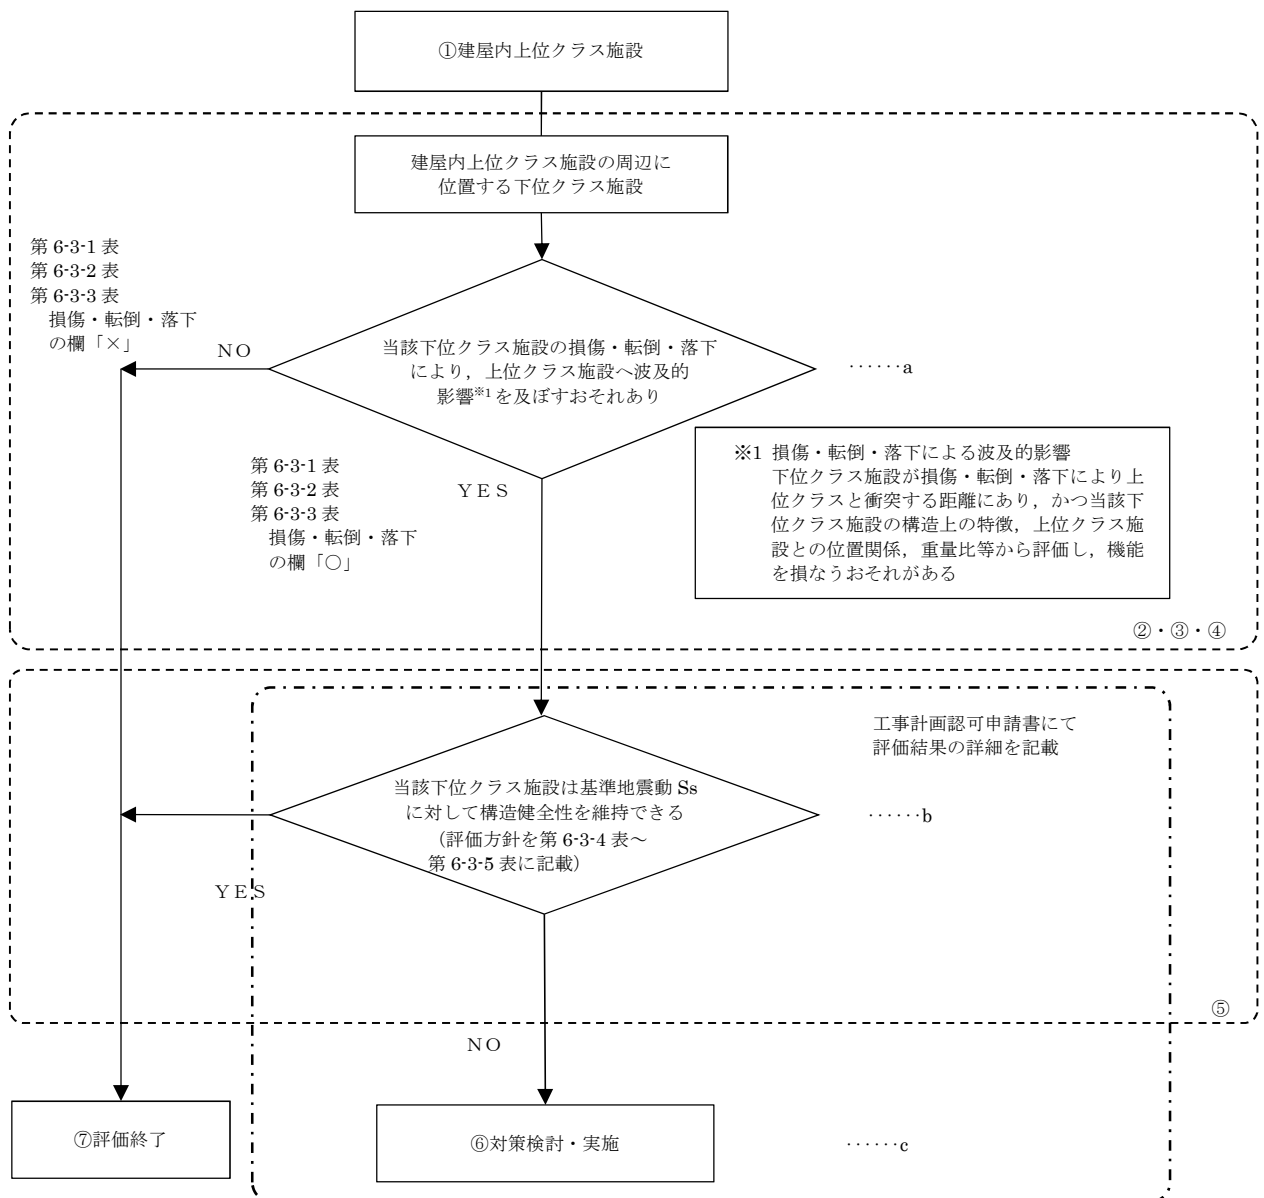 ①建屋内上位クラス施設
建屋内上位クラス施設の周辺に
位置する下位クラス施設
第 6-3-1 表
第 6-3-2 表
第 6-3-3 表
損傷・転倒・落下
の欄「×」
ＮＯ
当該下位クラス施設の損傷・転倒・落下
により，上位クラス施設へ波及的
影響※1 を及ぼすおそれあり
……a
第 6-3-1 表
第 6-3-2 表
第 6-3-3 表
損傷・転倒・落下
の欄「○」
ＹＥＳ
※1 損傷・転倒・落下による波及的影響
下位クラス施設が損傷・転倒・落下により上
位クラスと衝突する距離にあり，かつ当該下
位クラス施設の構造上の特徴，上位クラス施
設との位置関係，重量比等から評価し，機能
を損なうおそれがある
②・③・④
工事計画認可申請書にて
評価結果の詳細を記載
当該下位クラス施設は基準地震動 Ss
に対して構造健全性を維持できる
（評価方針を第 6-3-4 表～
第 6-3-5 表に記載）
……b
ＹＥＳ
⑤
ＮＯ
⑦評価終了
⑥対策検討・実施
……c